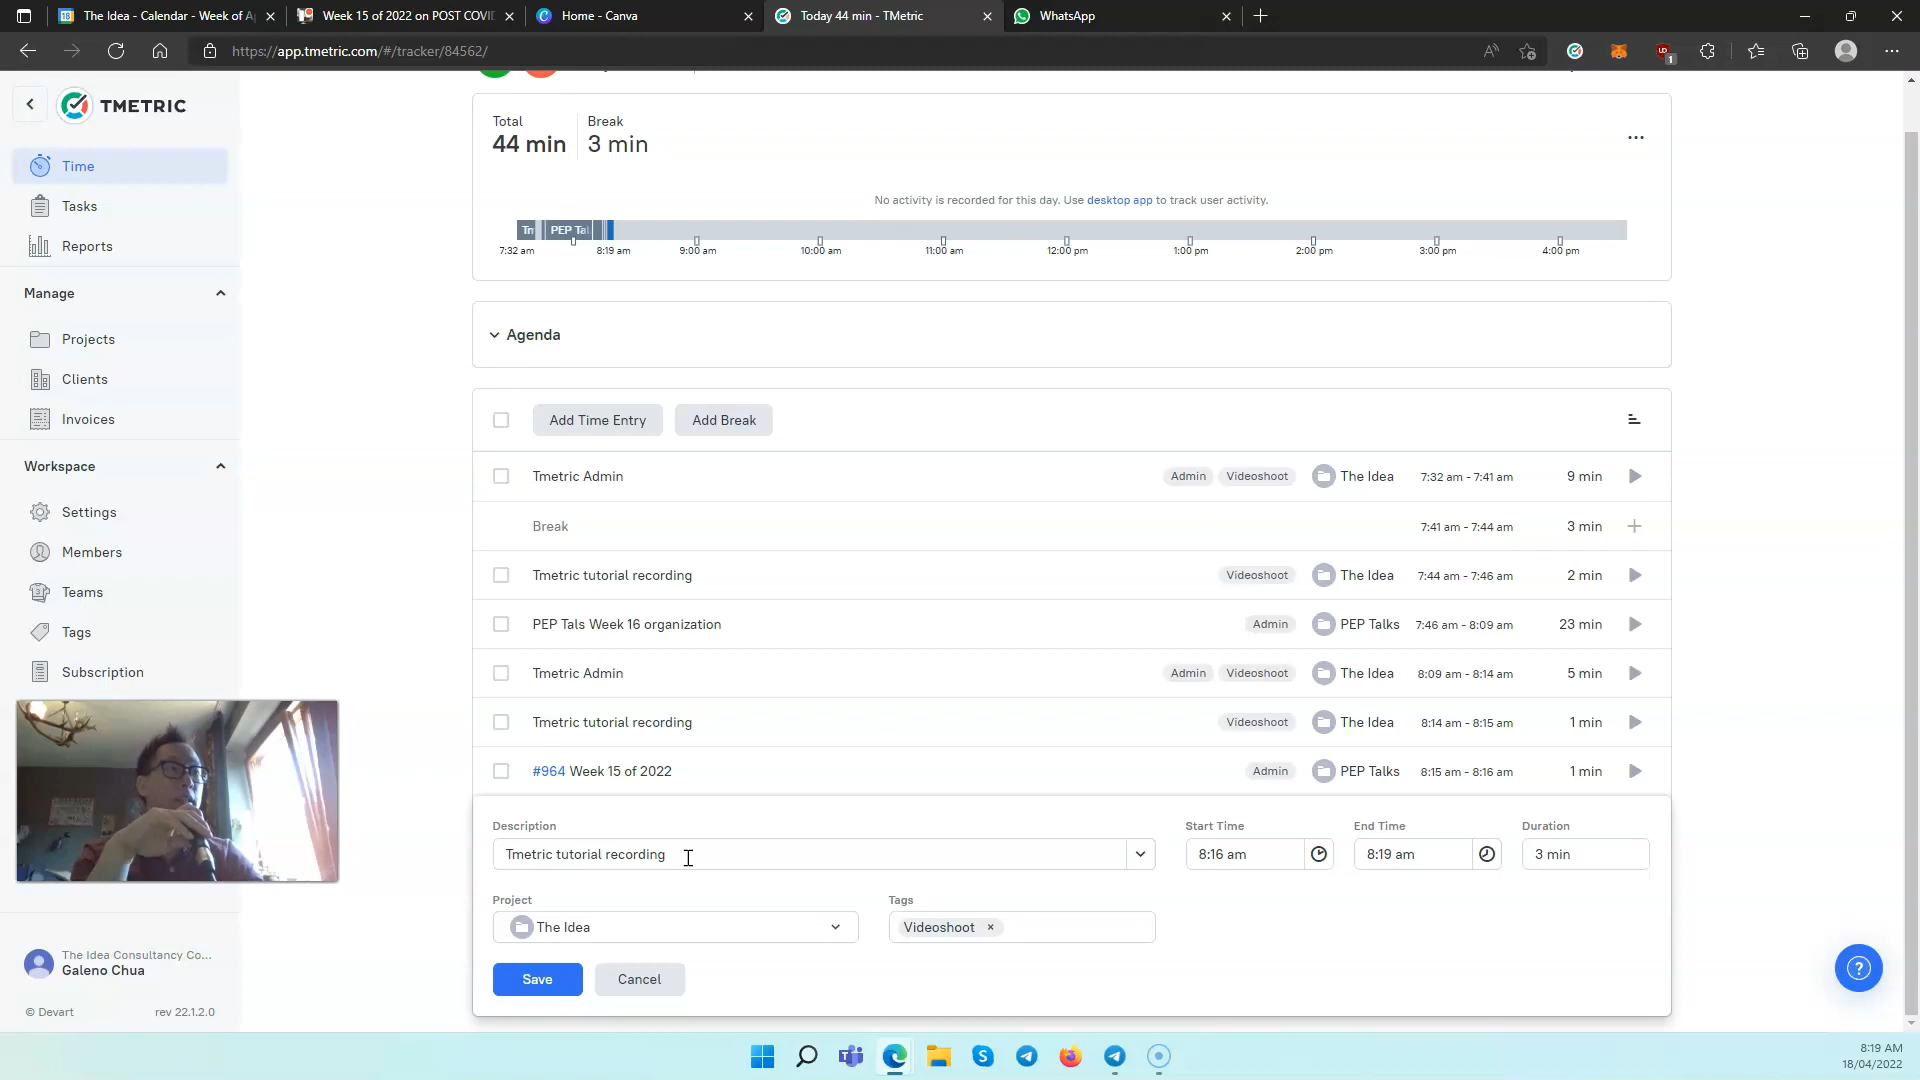 The Idea - Calendar - Week of A
Week 15 of 2022 on POST COVI
Home - Canva
Today 44 min - TMetric
WhatsApp
https://app.tmetric.com/#/tracker/84562/
1
TMETRIC
Time
Tasks
Reports
Manage
Projects
Clients
Invoices
Workspace
Settings
Members
Teams
Tags
Subscription
The Idea Consultancy Co...
Galeno Chua
© Devart
rev 22.1.2.0
Total
44 min
Break
3 min
No activity is recorded for this day. Use desktop app to track user activity.
PEP Tal
7:32 am
8:19 am
9:00 am
10:00 am
11:00 am
12:00 pm
1:00 pm
2:00 pm
3:00 pm
4:00 pm
Agenda
Add Time Entry
Add Break
Tmetric Admin Admin Videoshoot The Idea 7:32 am - 7:41 am 9 min
Break 7:41 am - 7:44 am 3 min
Tmetric tutorial recording Videoshoot The Idea 7:44 am - 7:46 am 2 min
PEP Tals Week 16 organization Admin PEP Talks 7:46 am - 8:09 am 23 min
Tmetric Admin Admin Videoshoot The Idea 8:09 am - 8:14 am 5 min
Tmetric tutorial recording Videoshoot The Idea 8:14 am - 8:15 am 1 min
#964 Week 15 of 2022 Admin PEP Talks 8:15 am - 8:16 am 1 min
Description
Start Time
End Time
Duration
Tmetric tutorial recording
8:16 am
8:19 am
3 min
Project
Tags
The Idea
Videoshoot ×
Save
Cancel
8:19 AM
18/04/2022